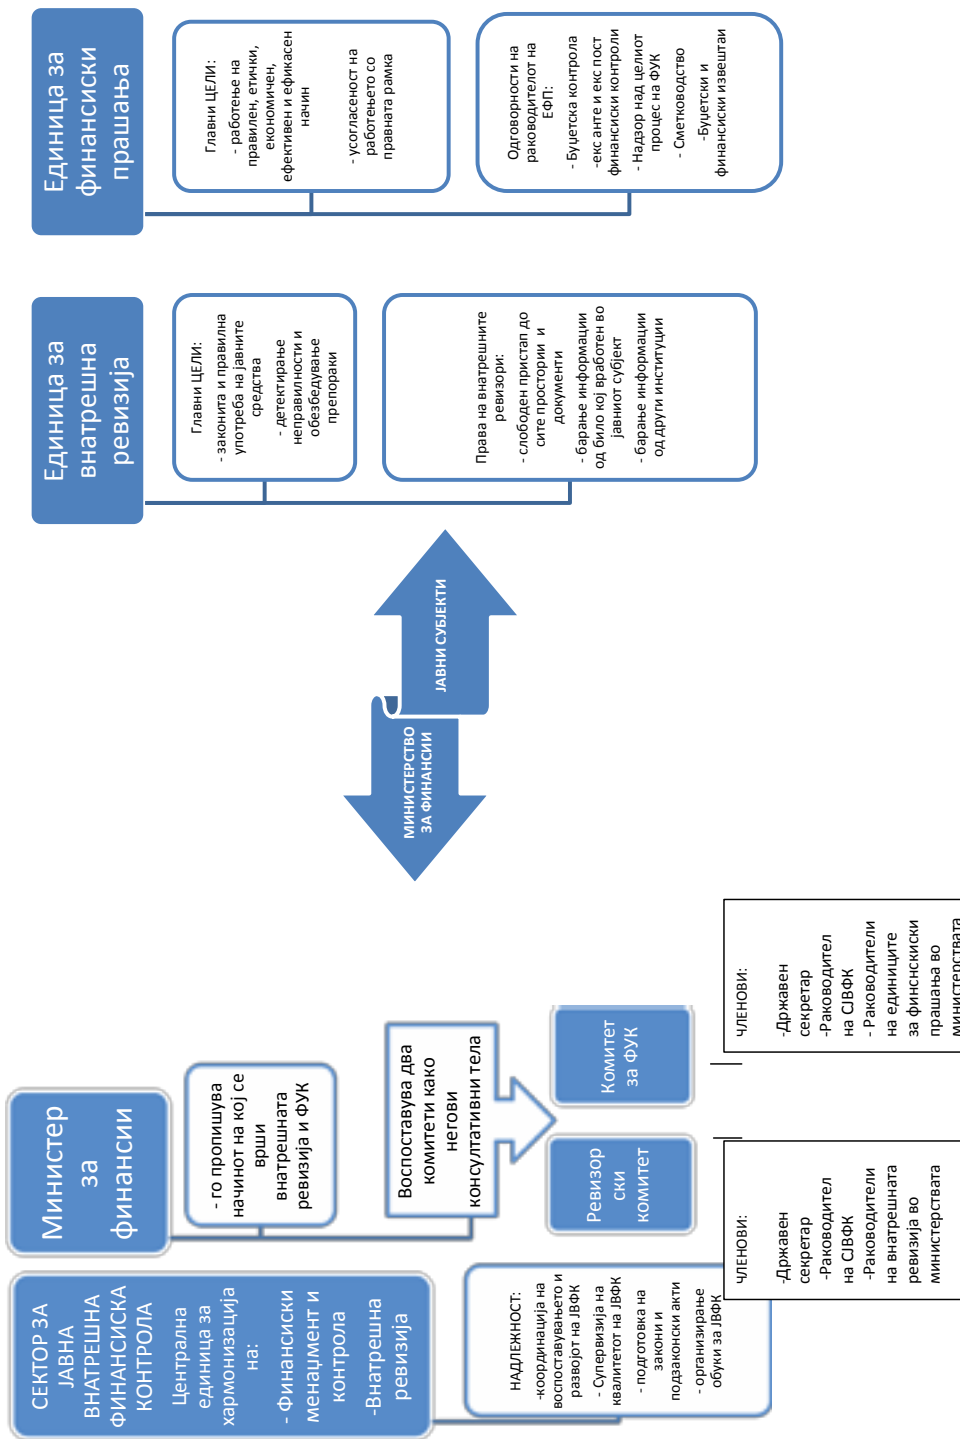 СЕКТОР ЗА
ЈАВНА
ВНАТРЕШНА
ФИНАНСИСКА
КОНТРОЛА
Централна
единица за
хармонизација
на:
- Финансиски
менаџмент и
контрола
-Внатрешна
ревизија
НАДЛЕЖНОСТ:
-координација на
воспоставувањето и
развојот на ЈВФК
- Супервизија на
квалитетот на ЈВФК
- подготовка на
закони и
подзаконски акти
- организирање
обуки за ЈВФК
Министер
за
финансии
- го пропишува
начинот на кој се
врши
внатрешната
ревизија и ФУК
Воспоставува два
комитети како
негови
консултативни тела
Ревизор
ски
комитет
Комитет
за ФУК
ЧЛЕНОВИ:
-Државен
секретар
-Раководител
на СЈВФК
-Раководители
на внатрешната
ревизија во
министерствата
ЧЛЕНОВИ:
-Државен
секретар
-Раководител
на СЈВФК
- Раководители
на единиците
за финснскиски
прашања во
министерствата
МИНИСТЕРСТВО
ЗА ФИНАНСИИ
ЈАВНИ СУБЈЕКТИ
Единица за
внатрешна
ревизија
Главни ЦЕЛИ:
- законита и правилна
употреба на јавните
средства
- детектирање
неправилности и
обезбедување
препораки
Права на внатрешните
ревизори:
- слободен пристап до
сите простории и
документи
- барање информации
од било кој вработен во
јавниот субјект
- барање информации
од други институции
Единица за
финансиски
прашања
Главни ЦЕЛИ:
- работење на
правилен, етички,
економичен,
ефективен и ефикасен
начин
- усогласеност на
работењето со
правната рамка
Одговорности на
раководителот на
ЕФП:
- Буџетска контрола
-екс анте и екс пост
финансиски контроли
- Надзор над целиот
процес на ФУК
- Сметководство
-Буџетски и
финансиски извештаи